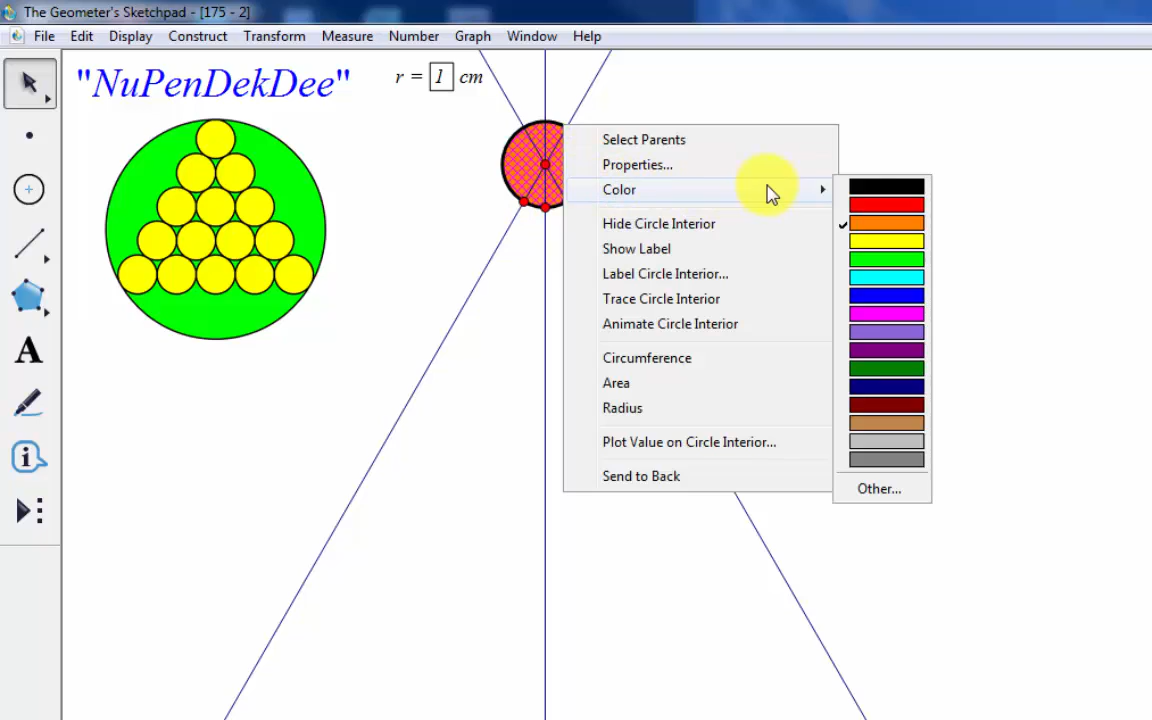 The Geometer's Sketchpad - [175 - 2]
File Edit Display Construct Transform Measure Number Graph Window Help
"NuPenDekDee"
r = 1 cm
Select Parents
Properties...
Color
Hide Circle Interior
Show Label
Label Circle Interior...
Trace Circle Interior
Animate Circle Interior
Circumference
Area
Radius
Plot Value on Circle Interior...
Send to Back
Other...
A
i